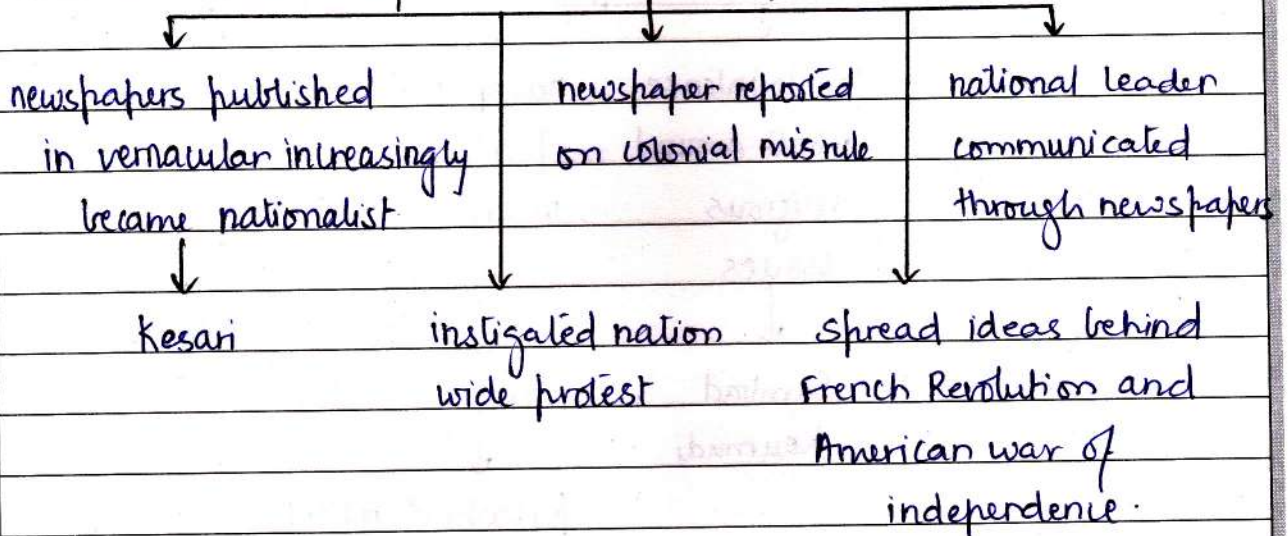 newspapers published
in vernacular increasingly
became nationalist
newspaper reported
on colonial misrule
national leader
communicated
through newspapers
Kesari
instigated nation
wide protest
spread ideas behind
French Revolution and
American war of
independence.